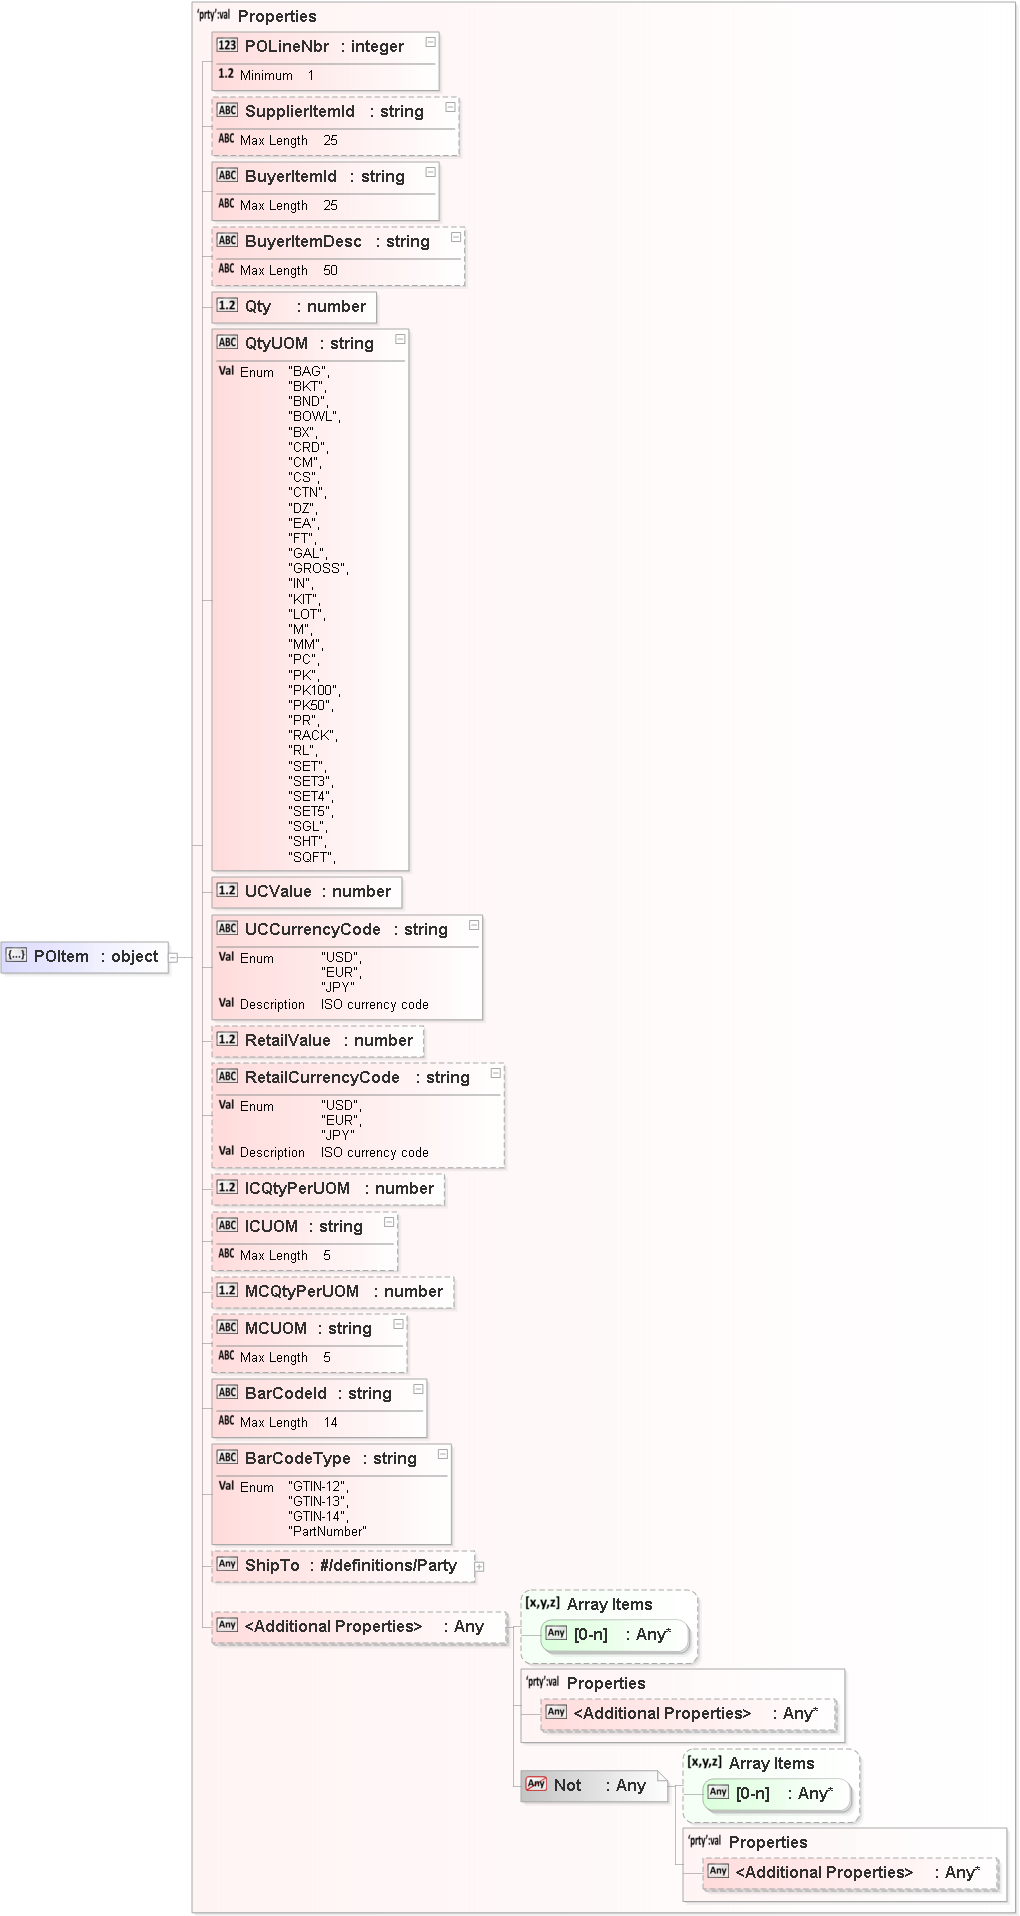 'prty':val Properties
123 POLineNbr : integer
1.2 Minimum 1
ABC SupplierItemId : string
ABC Max Length 25
ABC BuyerItemId : string
ABC Max Length 25
ABC BuyerItemDesc : string
ABC Max Length 50
1.2 Qty : number
ABC QtyUOM : string
Val Enum "BAG",
"BKT",
"BND",
"BOWL",
"BX",
"CRD",
"CM",
"CS",
"CTN",
"DZ",
"EA",
"FT",
"GAL",
"GROSS",
"IN",
"KIT",
"LOT",
"M",
"MM",
"PC",
"PK",
"PK100",
"PK50",
"PR",
"RACK",
"RL",
"SET",
"SET3",
"SET4",
"SET5",
"SGL",
"SHT",
"SQFT",
1.2 UCValue : number
ABC UCCurrencyCode : string
{...} POItem : object
Val Enum "USD",
"EUR",
"JPY"
Val Description ISO currency code
1.2 RetailValue : number
ABC RetailCurrencyCode : string
Val Enum "USD",
"EUR",
"JPY"
Val Description ISO currency code
1.2 ICQtyPerUOM : number
ABC ICUOM : string
ABC Max Length 5
1.2 MCQtyPerUOM : number
ABC MCUOM : string
ABC Max Length 5
ABC BarCodeId : string
ABC Max Length 14
ABC BarCodeType : string
Val Enum "GTIN-12",
"GTIN-13",
"GTIN-14",
"PartNumber"
Any ShipTo : #/definitions/Party
[x,y,z] Array Items
Any <Additional Properties> : Any
Any [0-n] : Any*
'prty':val Properties
Any <Additional Properties> : Any*
[x,y,z] Array Items
Any Not : Any
Any [0-n] : Any*
'prty':val Properties
Any <Additional Properties> : Any*